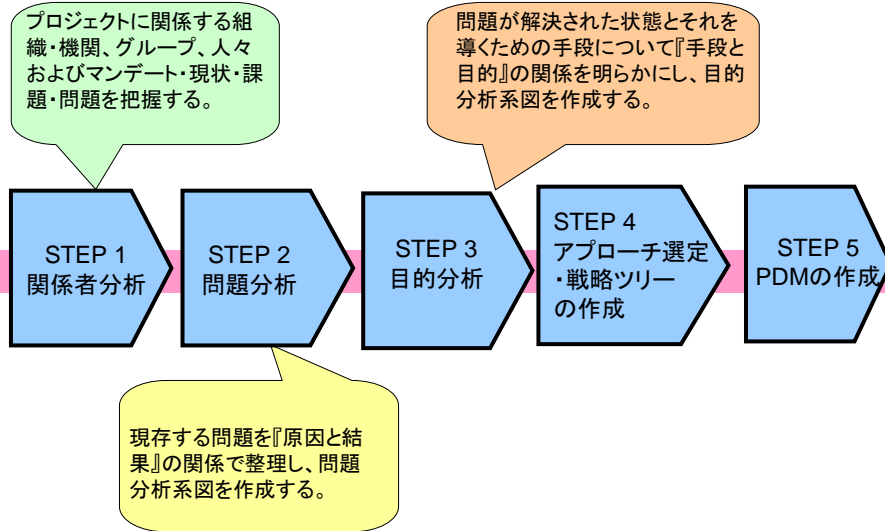 プロジェクトに関係する組
織・機関、グループ、人々
およびマンデート・現状・課
題・問題を把握する。
問題が解決された状態とそれを
導くための手段について『手段と
目的』の関係を明らかにし、目的
分析系図を作成する。
STEP 1
関係者分析
STEP 2
問題分析
STEP 3
目的分析
STEP 4
アプローチ選定
・戦略ツリー
の作成
STEP 5
PDMの作成
現存する問題を『原因と結
果』の関係で整理し、問題
分析系図を作成する。